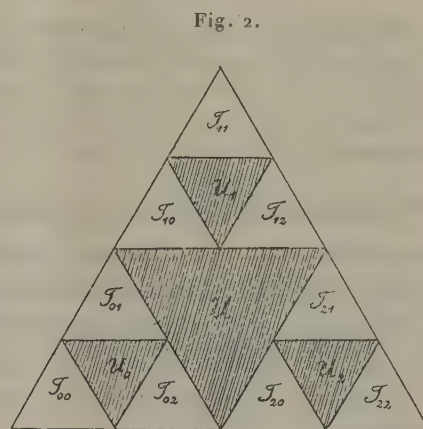 Fig. 2.
T₁₁
U₁
T₁₀ T₁₂
T₀₁ U T₂₁
U₀ U₂
T₀₀ T₀₂ T₂₀ T₂₂